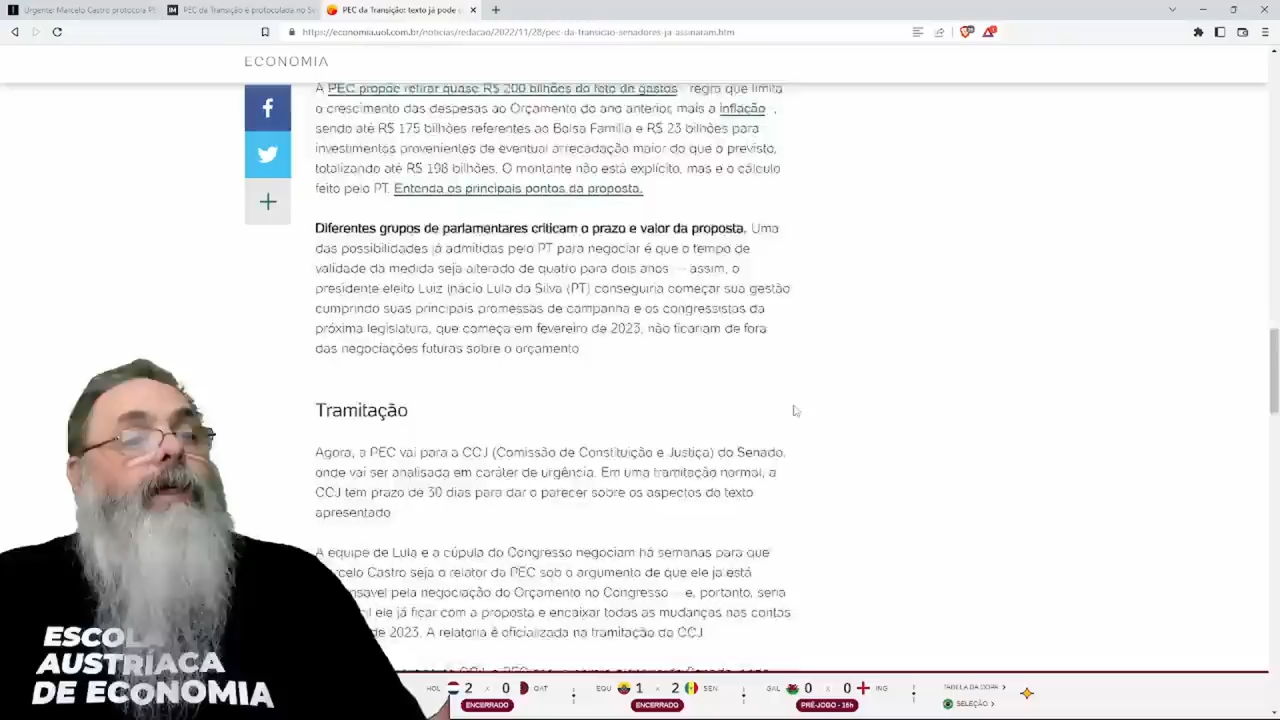 Urgente: Marcelo Castro protocola P
PEC da Transição é protocolada no Se
PEC da Transição: texto já pode
https://economia.uol.com.br/noticias/redacao/2022/11/28/pec-da-transicao-senadores-ja-assinaram.htm
ECONOMIA
A PEC propõe retirar quase R$ 200 bilhões do teto de gastos regra que limita
o crescimento das despesas ao Orçamento do ano anterior, mais a inflação ,
sendo até R$ 175 bilhões referentes ao Bolsa Família e R$ 23 bilhões para
investimentos provenientes de eventual arrecadação maior do que o previsto,
totalizando até R$ 198 bilhões. O montante não está explícito, mas é o cálculo
feito pelo PT. Entenda os principais pontos da proposta.
Diferentes grupos de parlamentares criticam o prazo e valor da proposta. Uma
das possibilidades já admitidas pelo PT para negociar é que o tempo de
validade da medida seja alterado de quatro para dois anos — assim, o
presidente eleito Luiz Inácio Lula da Silva (PT) conseguiria começar sua gestão
cumprindo suas principais promessas de campanha e os congressistas da
próxima legislatura, que começa em fevereiro de 2023, não ficariam de fora
das negociações futuras sobre o orçamento
Tramitação
Agora, a PEC vai para a CCJ (Comissão de Constituição e Justiça) do Senado,
onde vai ser analisada em caráter de urgência. Em uma tramitação normal, a
CCJ tem prazo de 30 dias para dar o parecer sobre os aspectos do texto
apresentado
A equipe de Lula e a cúpula do Congresso negociam há semanas para que
rcelo Castro seja o relator da PEC sob o argumento de que ele já está
nsável pela negociação do Orçamento no Congresso — e, portanto, seria
il ele já ficar com a proposta e encaixar todas as mudanças nas contas
de 2023. A relatoria é oficializada na tramitação da CCJ
ESCOL
AUSTRÍACA
DE ECONOMIA
HOL 2 x 0 QAT
ENCERRADO
EQU 1 x 2 SEN
ENCERRADO
GAL 0 x 0 ING
PRÉ-JOGO - 16h
TABELA DA COPA
SELEÇÃO